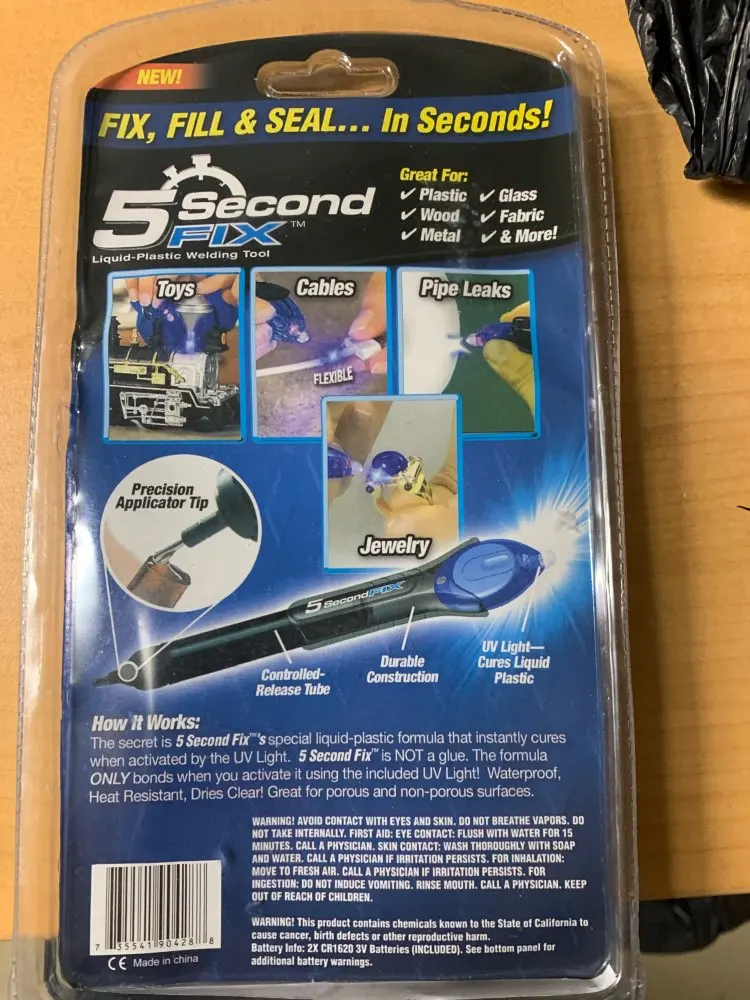 NEW!
FIX, FILL & SEAL... In Seconds!
5 Second
FIX™
Liquid-Plastic Welding Tool
Great For:
✔ Plastic ✔ Glass
✔ Wood ✔ Fabric
✔ Metal ✔ & More!
Toys
Cables
Pipe Leaks
FLEXIBLE
Jewelry
Precision
Applicator Tip
5 Second FIX
Controlled-
Release Tube
Durable
Construction
UV Light—
Cures Liquid
Plastic
How It Works:
The secret is 5 Second Fix™'s special liquid-plastic formula that instantly cures
when activated by the UV Light. 5 Second Fix™ is NOT a glue. The formula
ONLY bonds when you activate it using the included UV Light! Waterproof,
Heat Resistant, Dries Clear! Great for porous and non-porous surfaces.
WARNING! AVOID CONTACT WITH EYES AND SKIN. DO NOT BREATHE VAPORS. DO
NOT TAKE INTERNALLY. FIRST AID: EYE CONTACT: FLUSH WITH WATER FOR 15
MINUTES. CALL A PHYSICIAN. SKIN CONTACT: WASH THOROUGHLY WITH SOAP
AND WATER. CALL A PHYSICIAN IF IRRITATION PERSISTS. FOR INHALATION:
MOVE TO FRESH AIR. CALL A PHYSICIAN IF IRRITATION PERSISTS. FOR
INGESTION: DO NOT INDUCE VOMITING. RINSE MOUTH. CALL A PHYSICIAN. KEEP
OUT OF REACH OF CHILDREN.
WARNING! This product contains chemicals known to the State of California to
cause cancer, birth defects or other reproductive harm.
Battery Info: 2X CR1620 3V Batteries (INCLUDED). See bottom panel for
additional battery warnings.
7 35541 90428 8
CE Made in china